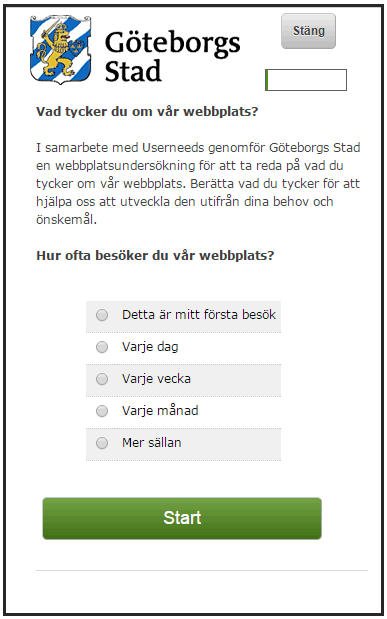 Göteborgs
Stad
Stäng
Vad tycker du om vår webbplats?
I samarbete med Userneeds genomför Göteborgs Stad
en webbplatsundersökning för att ta reda på vad du
tycker om vår webbplats. Berätta vad du tycker för att
hjälpa oss att utveckla den utifrån dina behov och
önskemål.
Hur ofta besöker du vår webbplats?
Detta är mitt första besök
Varje dag
Varje vecka
Varje månad
Mer sällan
Start